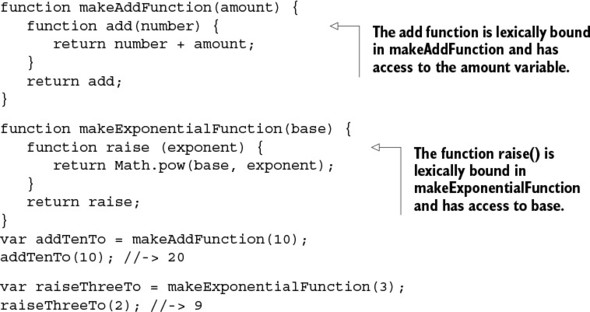 function makeAddFunction(amount) {
function add(number) {
return number + amount;
}
return add;
}
The add function is lexically bound
in makeAddFunction and has
access to the amount variable.
function makeExponentialFunction(base) {
function raise (exponent) {
return Math.pow(base, exponent);
}
return raise;
}
The function raise() is
lexically bound in
makeExponentialFunction
and has access to base.
var addTenTo = makeAddFunction(10);
addTenTo(10); //-> 20
var raiseThreeTo = makeExponentialFunction(3);
raiseThreeTo(2); //-> 9